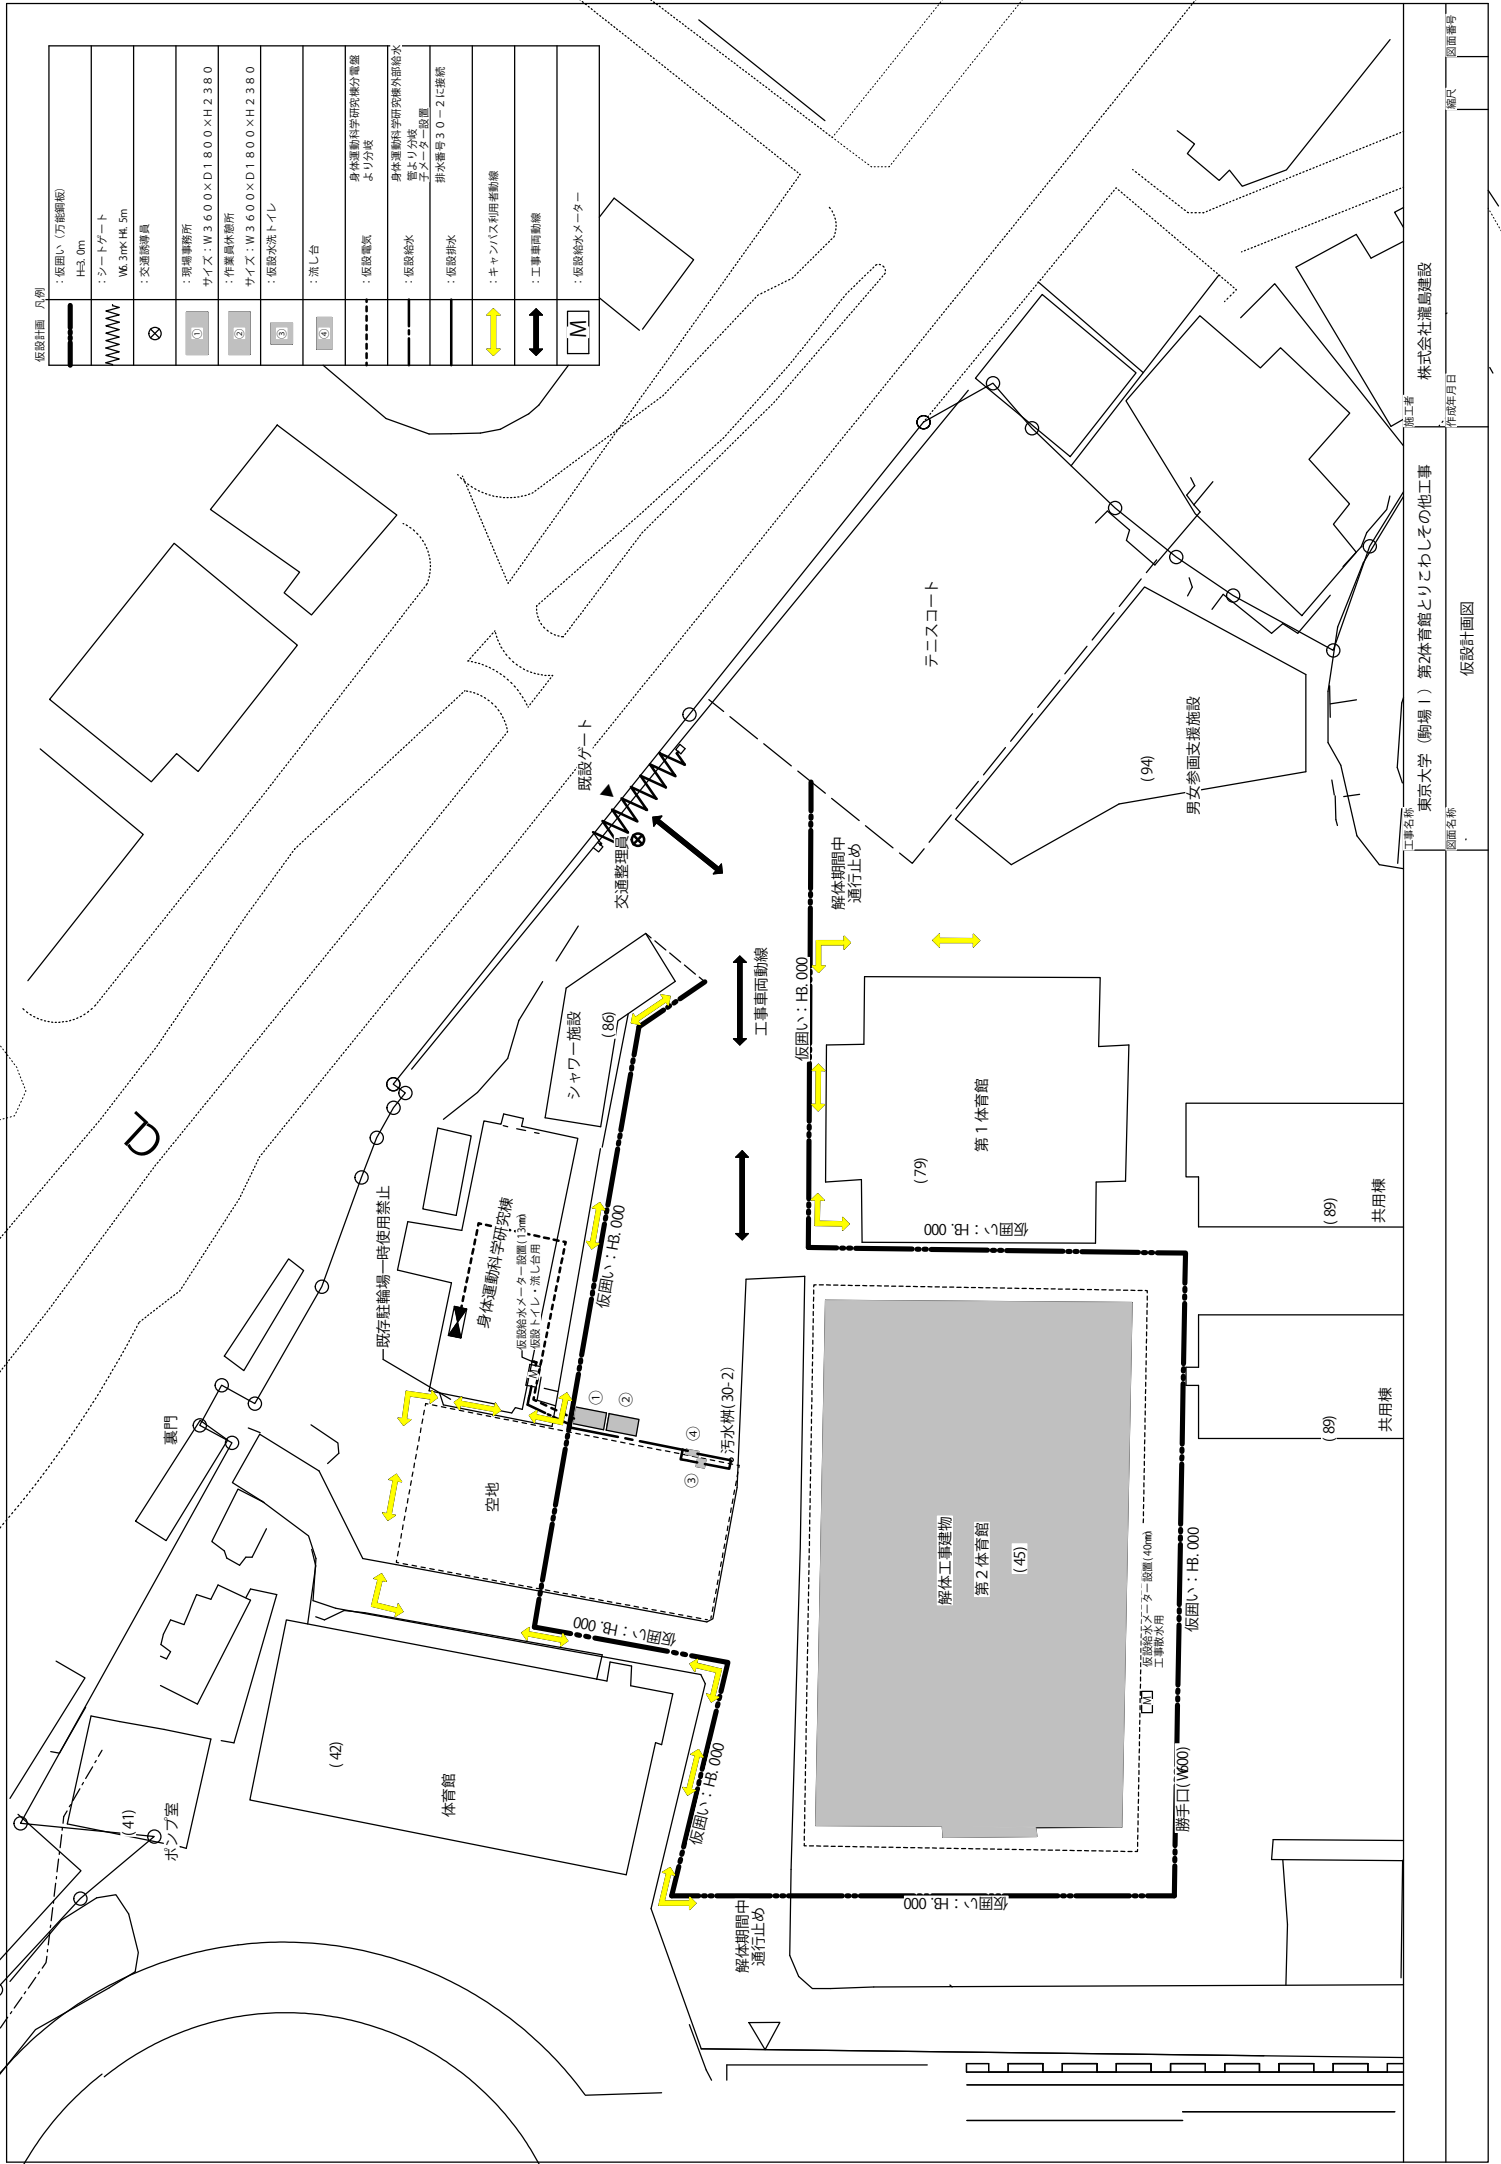 仮設計画 凡例
：仮囲い（万能鋼板）
H=3.0m
：シートゲート
W6.3m×H4.5m
：交通誘導員
①
：現場事務所
サイズ：W３６００×D１８００×H２３８０
②
：作業員休憩所
サイズ：W３６００×D１８００×H２３８０
③
：仮設水洗トイレ
④
：流し台
：仮設電気
身体運動科学研究棟分電盤
より分岐
：仮設給水
身体運動科学研究棟外部給水
管より分岐
子メーター設置
：仮設排水
排水番号３０－２に接続
：キャンパス利用者動線
：工事車両動線
M
：仮設給水メーター
既設ゲート
交通整理員
テニスコート
(94)
男女参画支援施設
解体期間中
通行止め
工事車両動線
仮囲い：H3.000
シャワー施設
(86)
第１体育館
(79)
仮囲い：H3.000
(89)
共用棟
(89)
共用棟
既存駐輪場一時使用禁止
身体運動科学研究棟
仮設給水メーター設置(13㎜)
仮設トイレ・流し台用
M
仮囲い：H3.000
①
②
③
④
汚水桝(30-2)
裏門
空地
仮囲い：H3.000
解体工事建物
第２体育館
(45)
仮設給水メーター設置(40㎜)
工事散水用
M
仮囲い：H3.000
勝手口(W600)
(42)
体育館
(41)
ポンプ室
仮囲い：H3.000
仮囲い：H3.000
解体期間中
通行止め
工事名称
東京大学（駒場Ⅰ）第2体育館とりこわしその他工事
施工者
株式会社瀧島建設
図面名称
仮設計画図
作成年月日
縮尺
図面番号